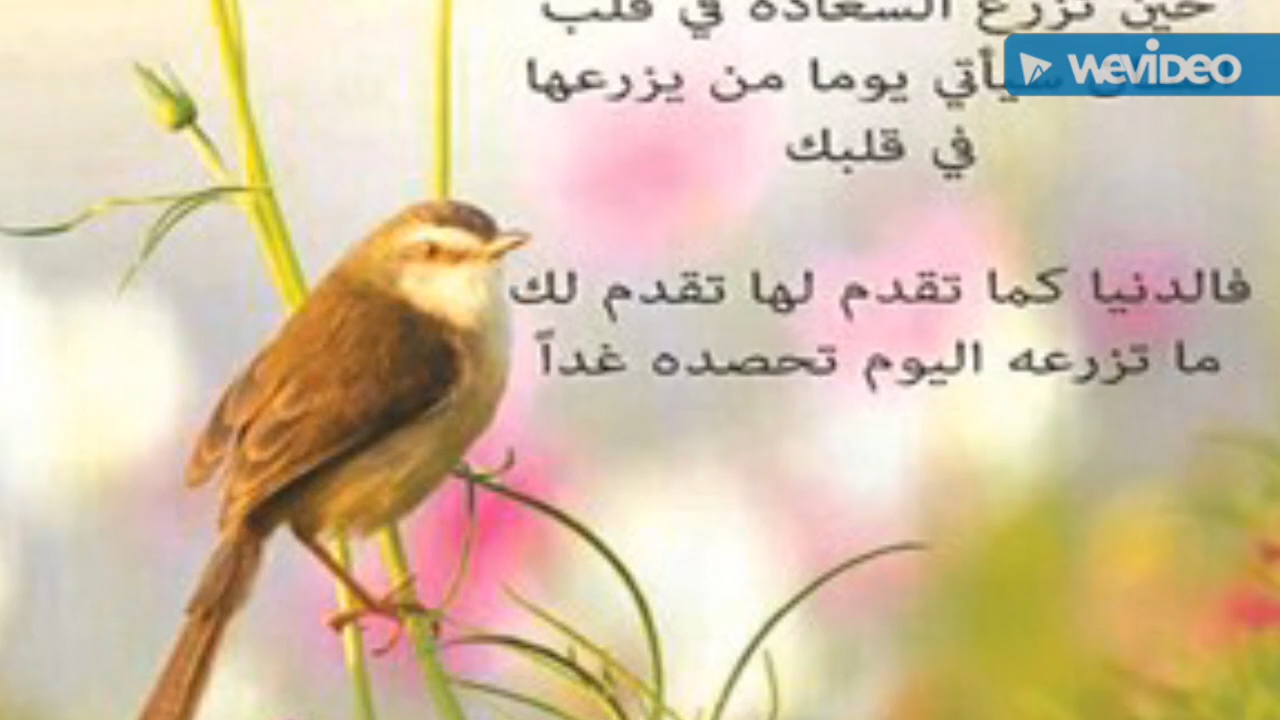 حين تزرع السعادة في قلب
سيأتي يوما من يزرعها
في قلبك
فالدنيا كما تقدم لها تقدم لك
ما تزرعه اليوم تحصده غداً
WEVIDEO